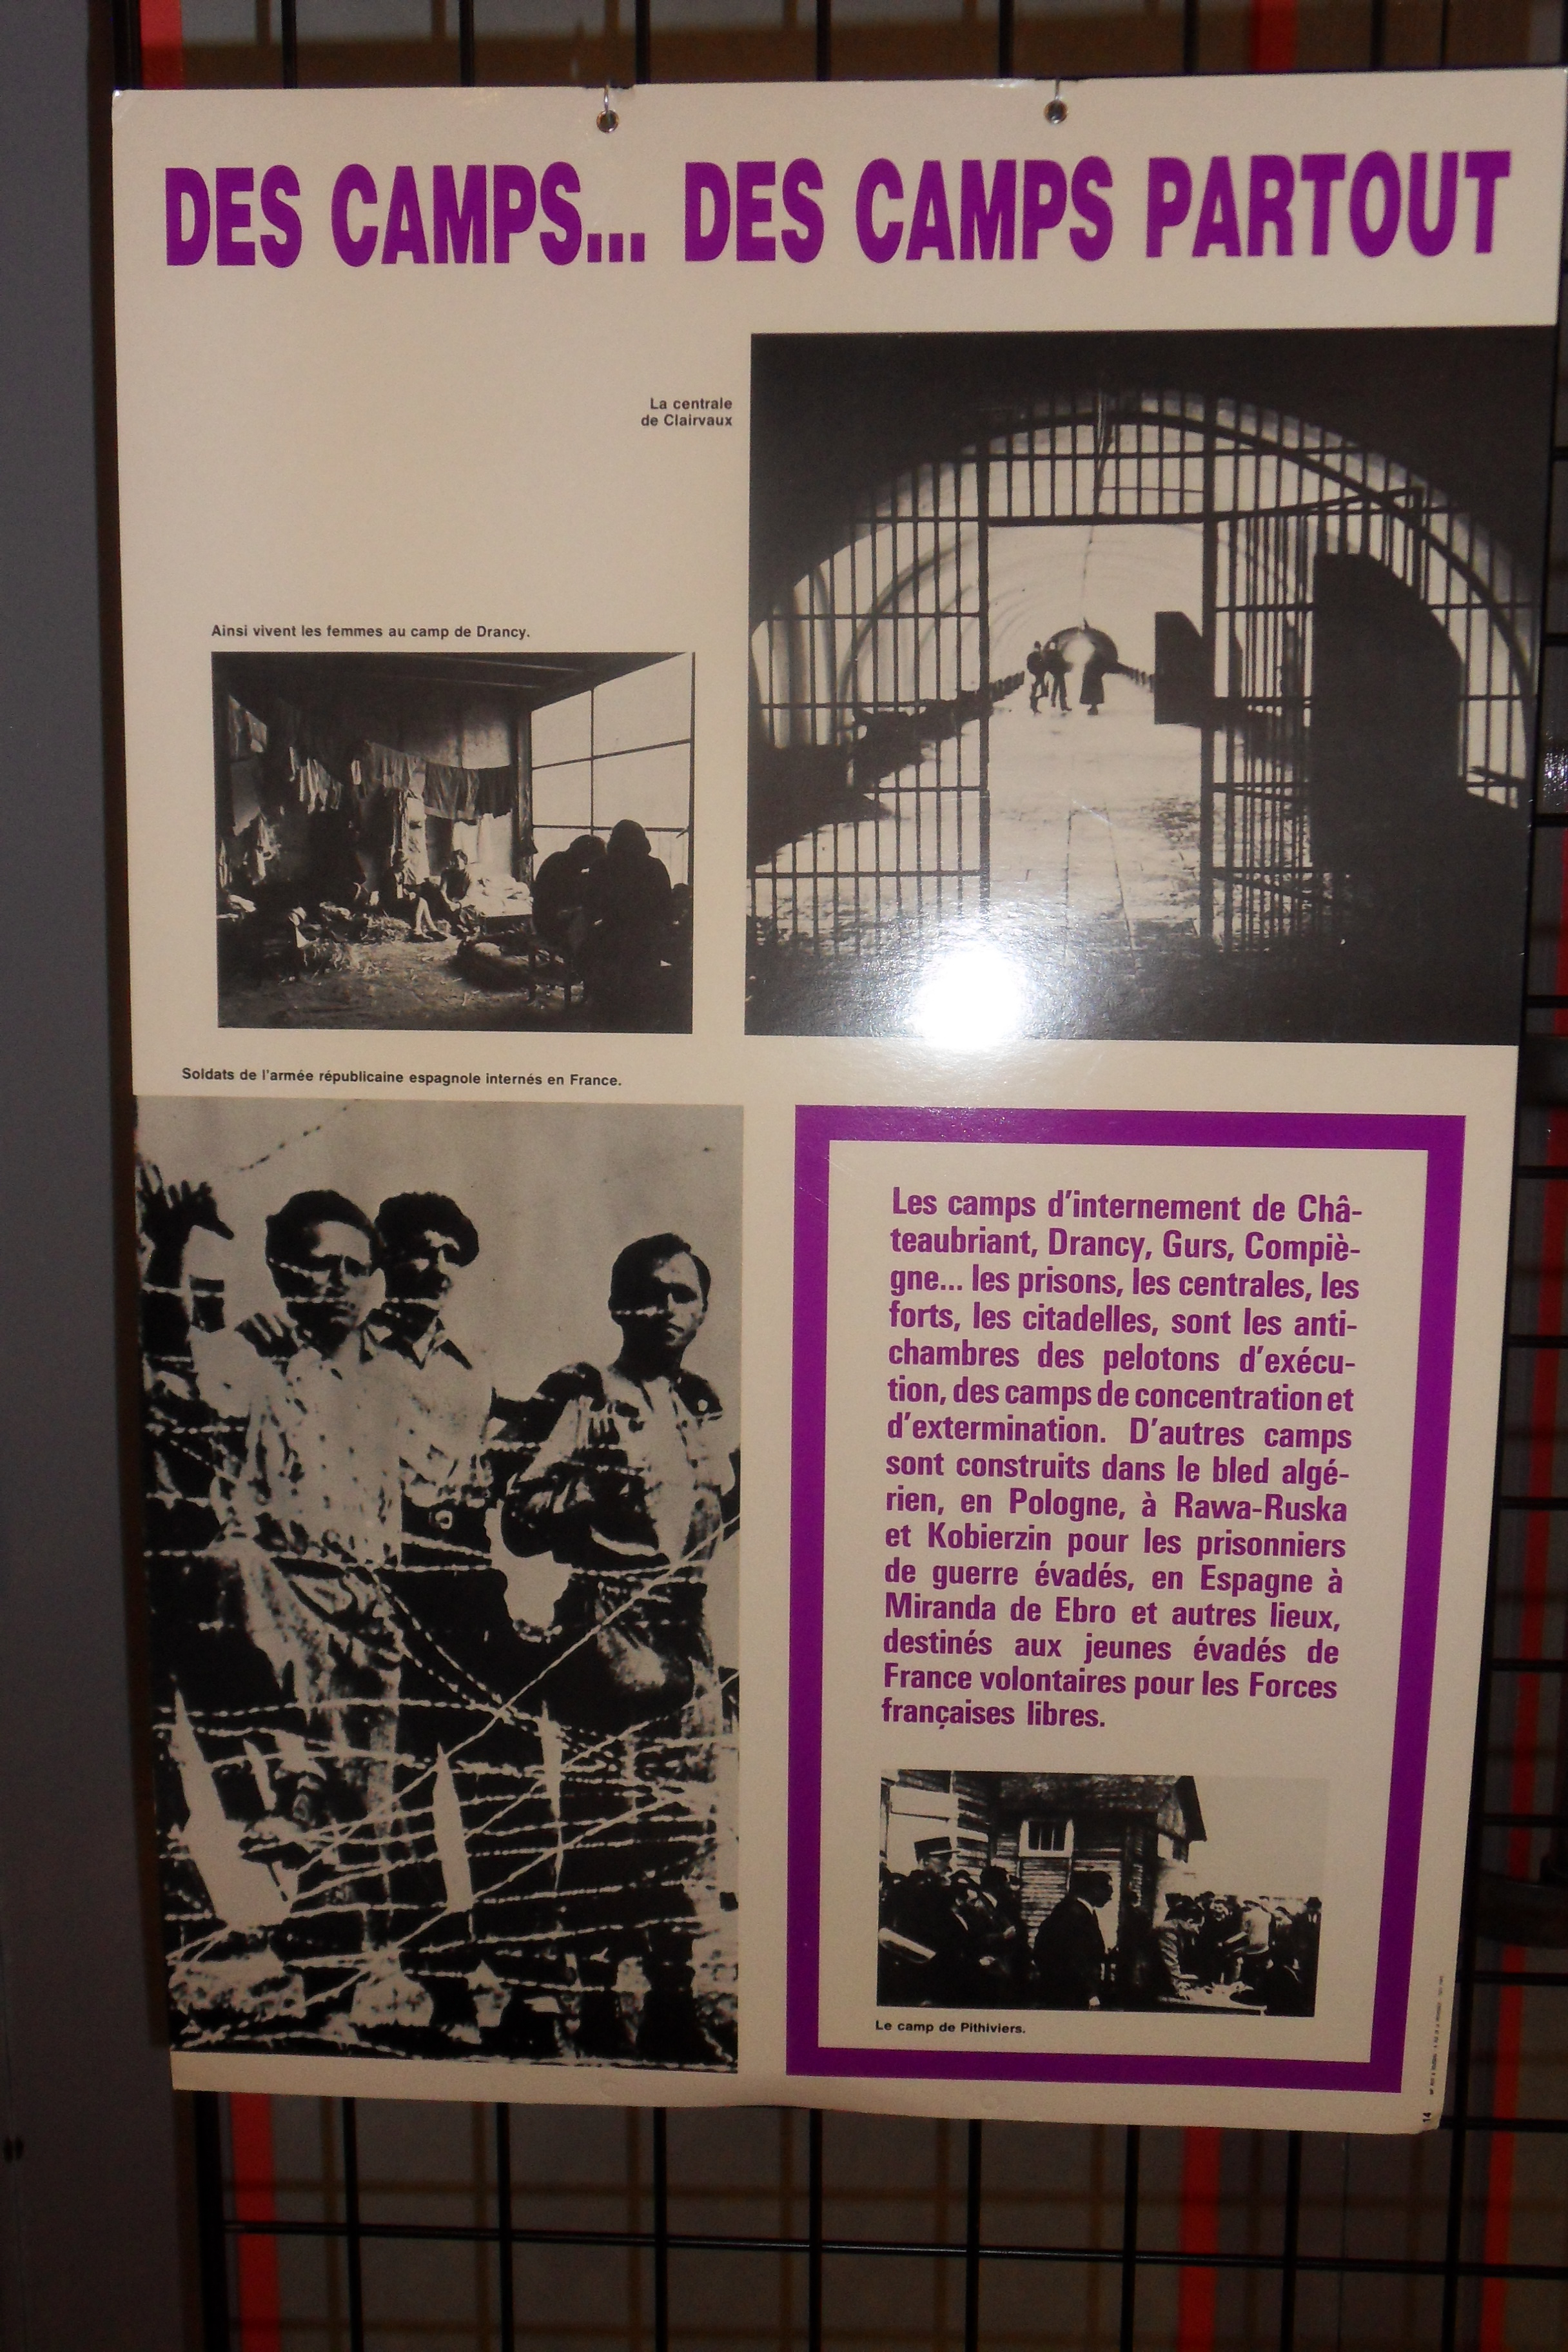 DES CAMPS... DES CAMPS PARTOUT
La centrale
de Clairvaux
Ainsi vivent les femmes au camp de Drancy.
Soldats de l'armée républicaine espagnole internés en France.
Les camps d'internement de Châ-
teaubriant, Drancy, Gurs, Compiè-
gne... les prisons, les centrales, les
forts, les citadelles, sont les anti-
chambres des pelotons d'exécu-
tion, des camps de concentration et
d'extermination. D'autres camps
sont construits dans le bled algé-
rien, en Pologne, à Rawa-Ruska
et Kobierzin pour les prisonniers
de guerre évadés, en Espagne à
Miranda de Ebro et autres lieux,
destinés aux jeunes évadés de
France volontaires pour les Forces
françaises libres.
Le camp de Pithiviers.
14